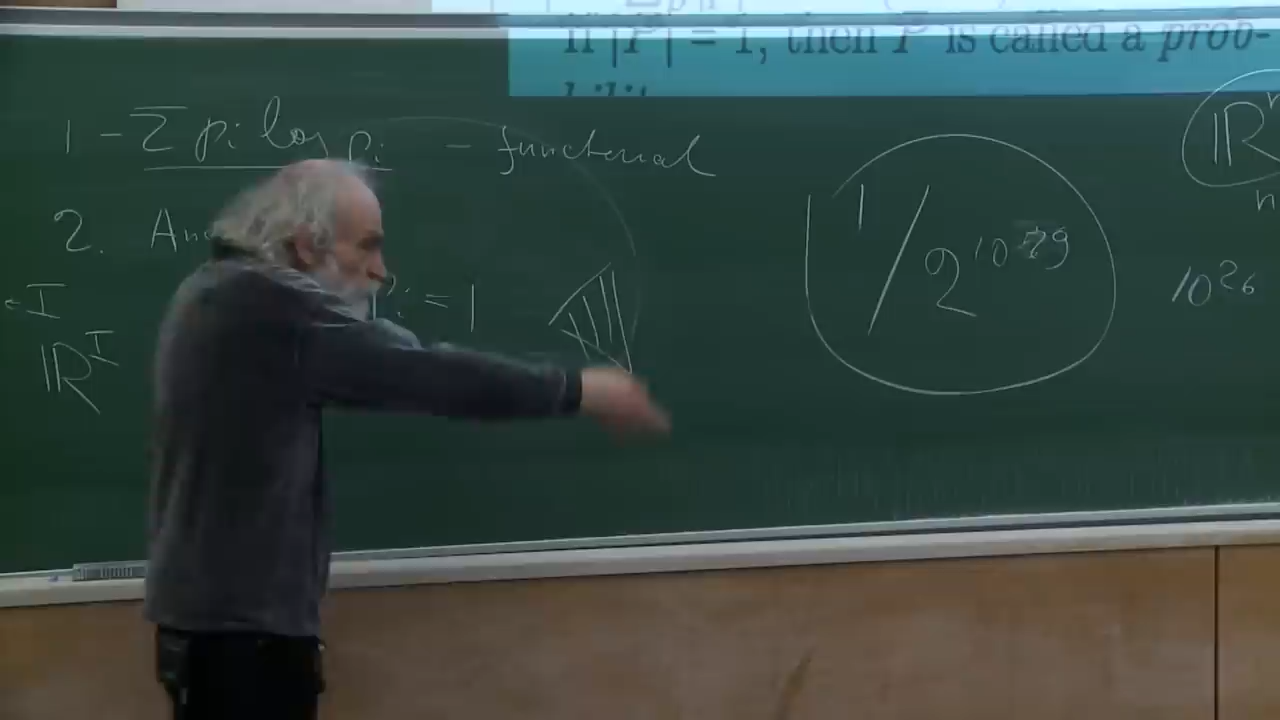 if |P| = 1, then P is called a prob-
1 - Σ pi log pi - functional
2. An
I
pi = 1
ℝ^I
1/2^10^29
ℝ^n
n
10^26